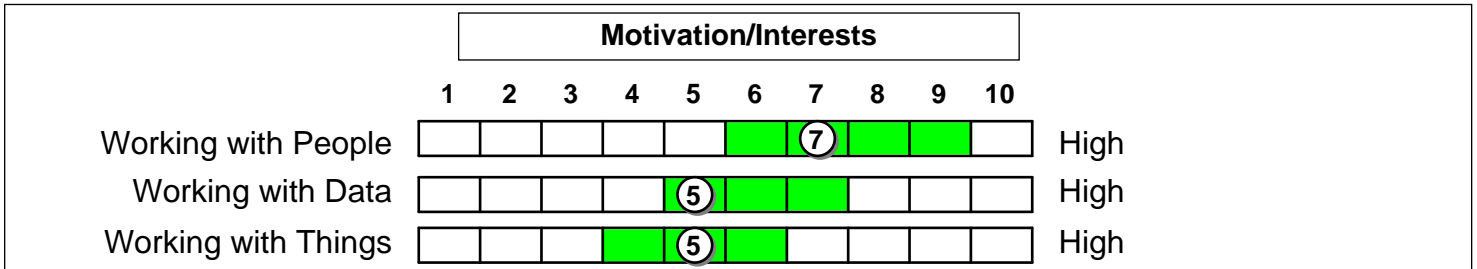 Motivation/Interests
1 2 3 4 5 6 7 8 9 10
Working with People 7 High
Working with Data 5 High
Working with Things 5 High